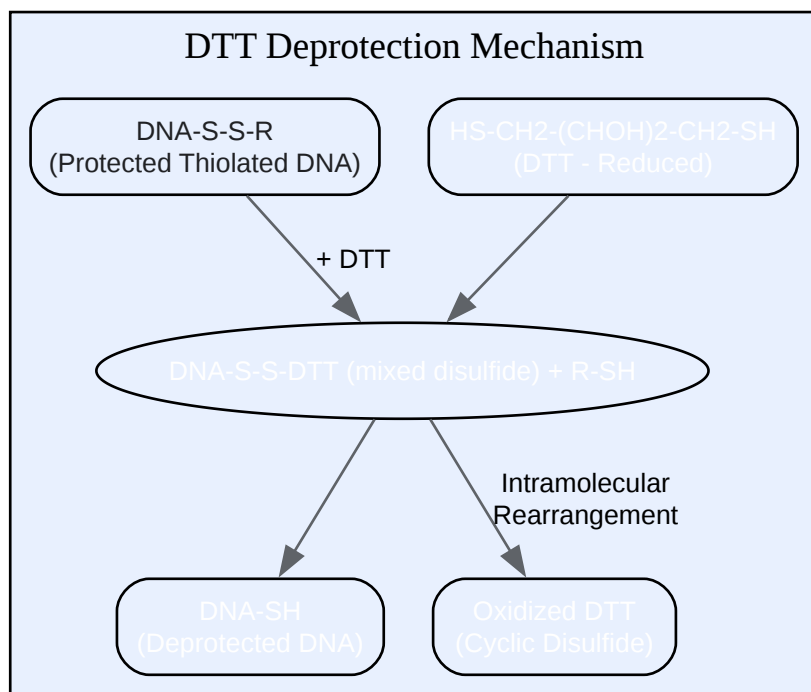 DTT Deprotection Mechanism
DNA-S-S-R
(Protected Thiolated DNA)
HS-CH2-(CHOH)2-CH2-SH
(DTT - Reduced)
+ DTT
DNA-S-S-DTT (mixed disulfide) + R-SH
Intramolecular
Rearrangement
DNA-SH
(Deprotected DNA)
Oxidized DTT
(Cyclic Disulfide)